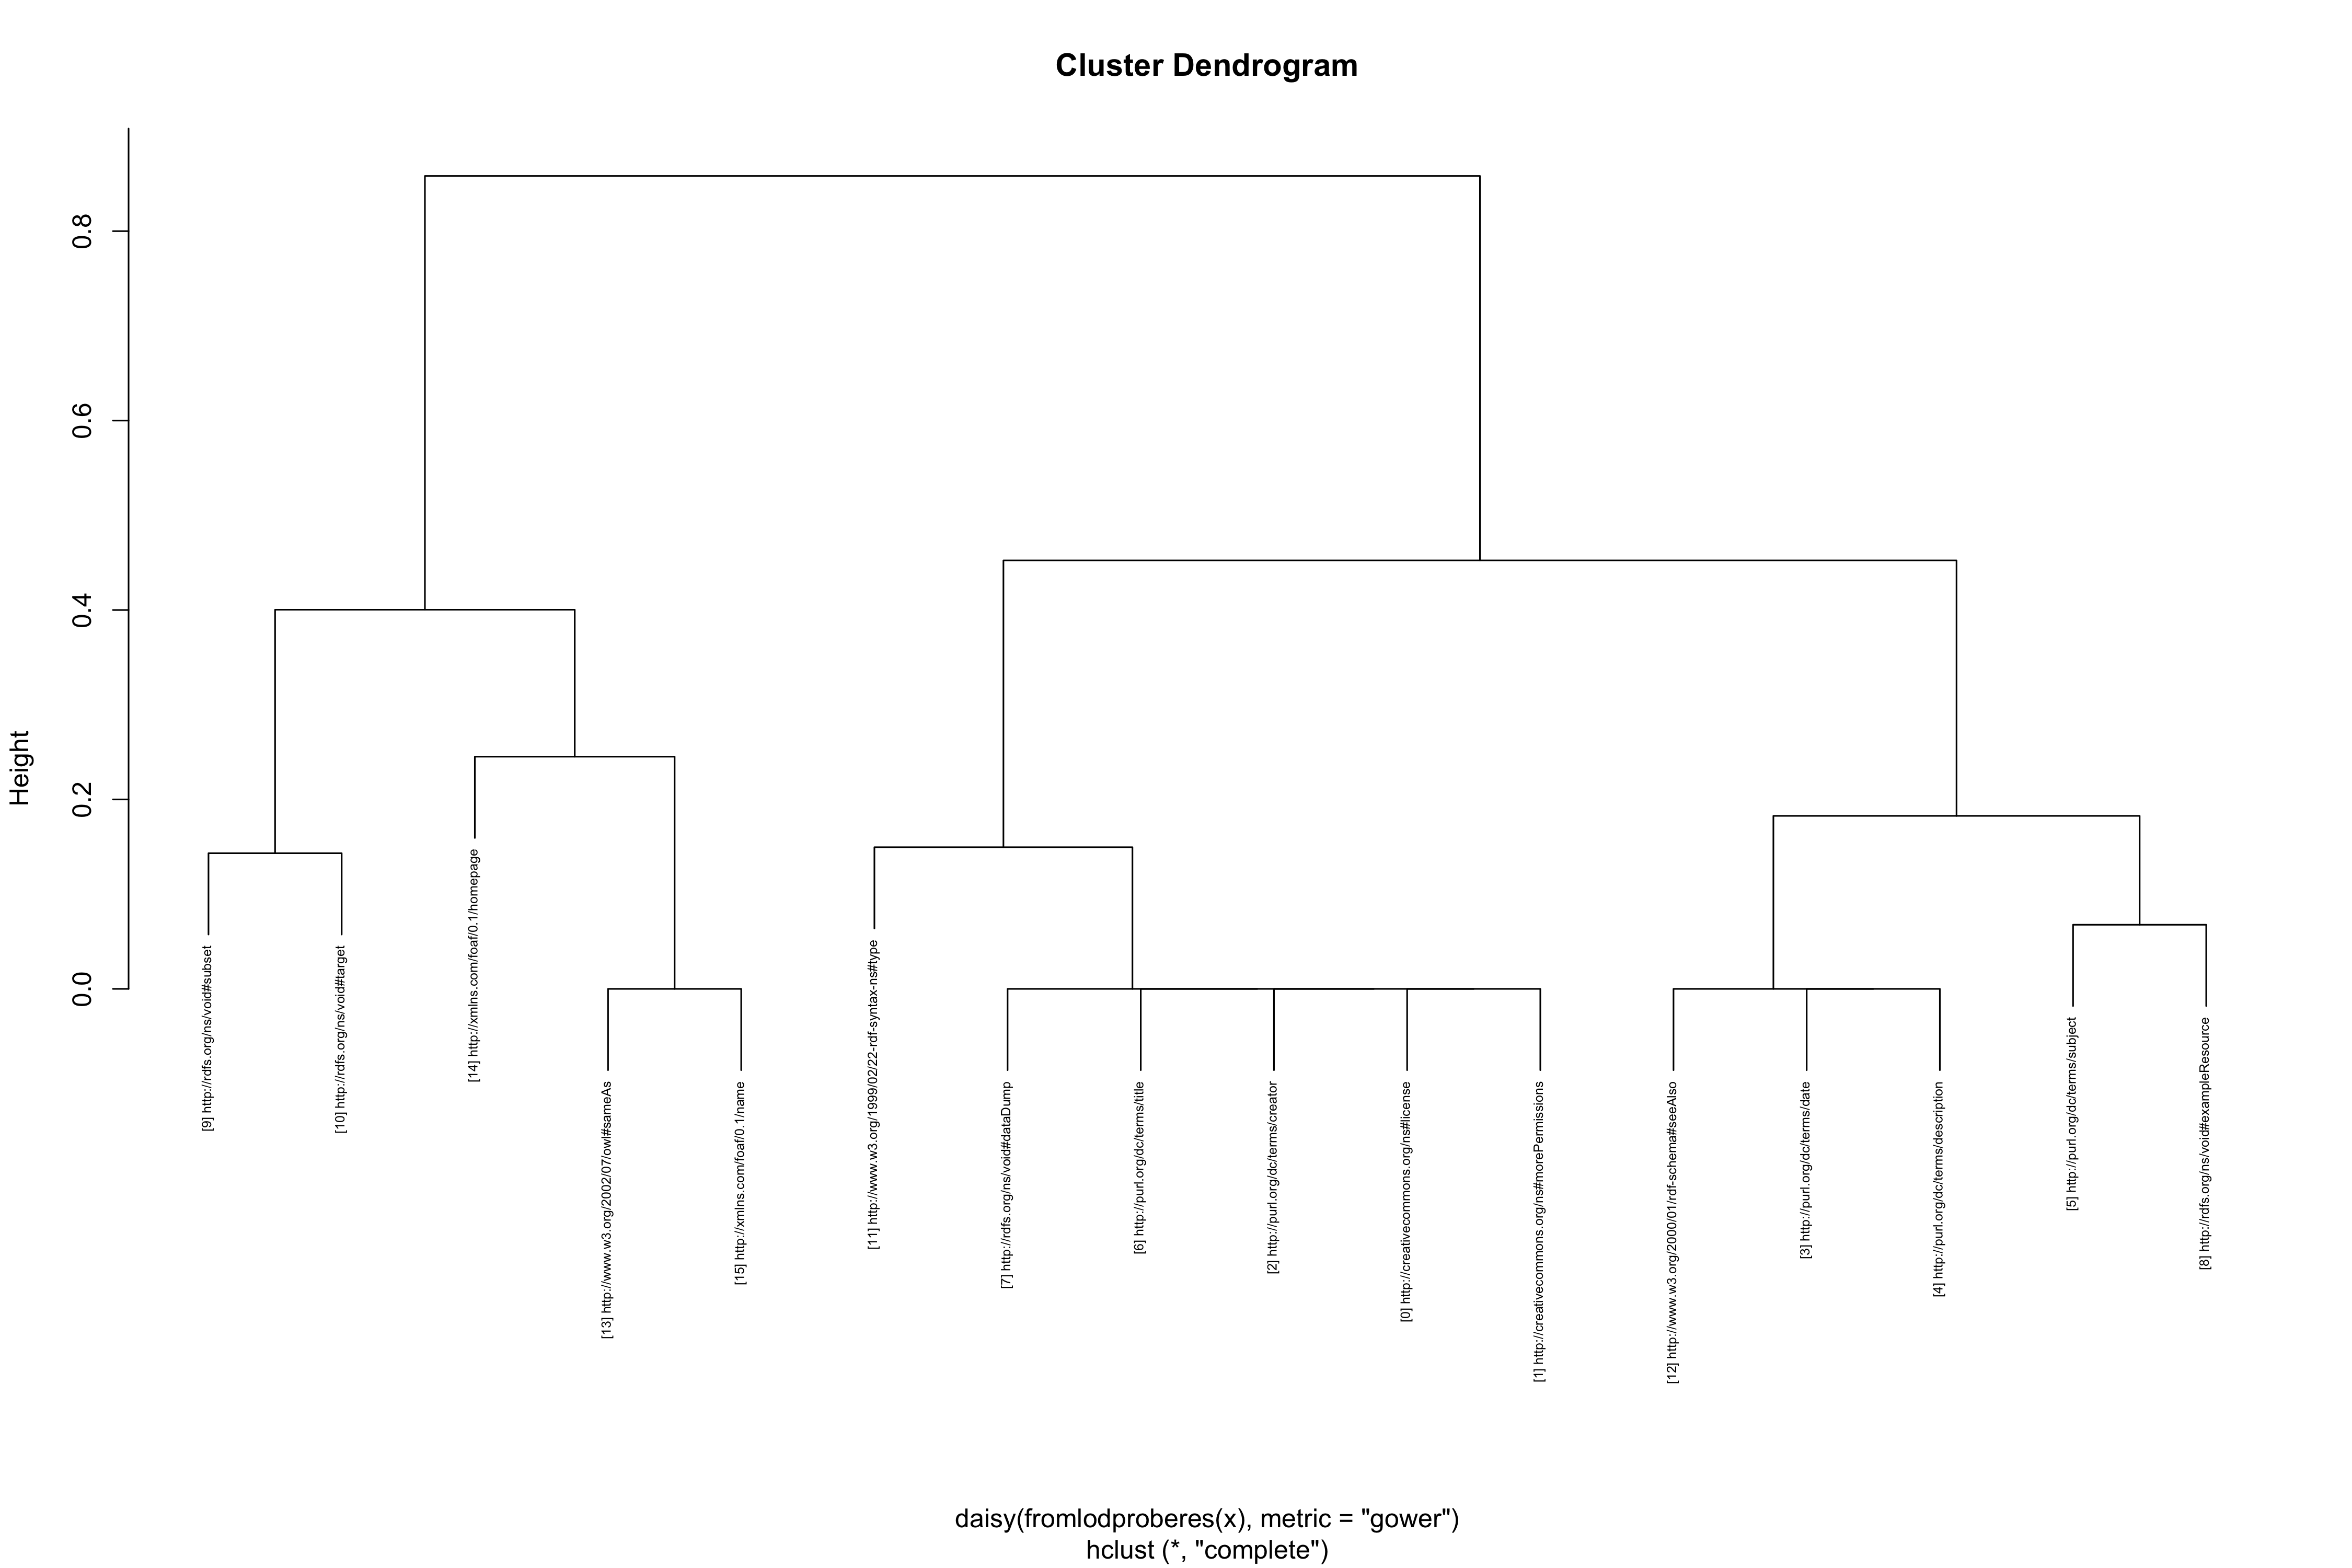 Cluster Dendrogram
Height
0.0
0.2
0.4
0.6
0.8
[9] http://rdfs.org/ns/void#subset
[10] http://rdfs.org/ns/void#target
[14] http://xmlns.com/foaf/0.1/homepage
[13] http://www.w3.org/2002/07/owl#sameAs
[15] http://xmlns.com/foaf/0.1/name
[11] http://www.w3.org/1999/02/22-rdf-syntax-ns#type
[7] http://rdfs.org/ns/void#dataDump
[6] http://purl.org/dc/terms/title
[2] http://purl.org/dc/terms/creator
[0] http://creativecommons.org/ns#license
[1] http://creativecommons.org/ns#morePermissions
[12] http://www.w3.org/2000/01/rdf-schema#seeAlso
[3] http://purl.org/dc/terms/date
[4] http://purl.org/dc/terms/description
[5] http://purl.org/dc/terms/subject
[8] http://rdfs.org/ns/void#exampleResource
daisy(fromlodproberes(x), metric = "gower")
hclust (*, "complete")